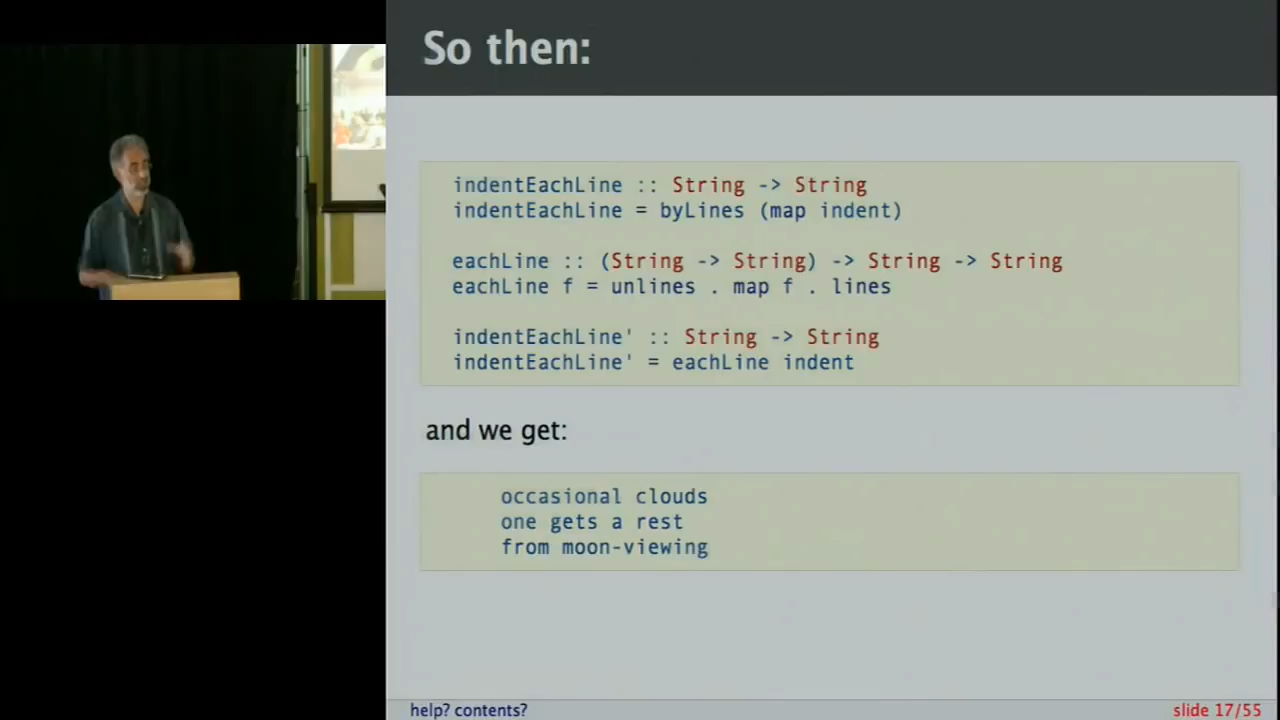 So then:
indentEachLine :: String -> String
indentEachLine = byLines (map indent)
eachLine :: (String -> String) -> String -> String
eachLine f = unlines . map f . lines
indentEachLine' :: String -> String
indentEachLine' = eachLine indent
and we get:
occasional clouds
one gets a rest
from moon-viewing
help? contents?
slide 17/55